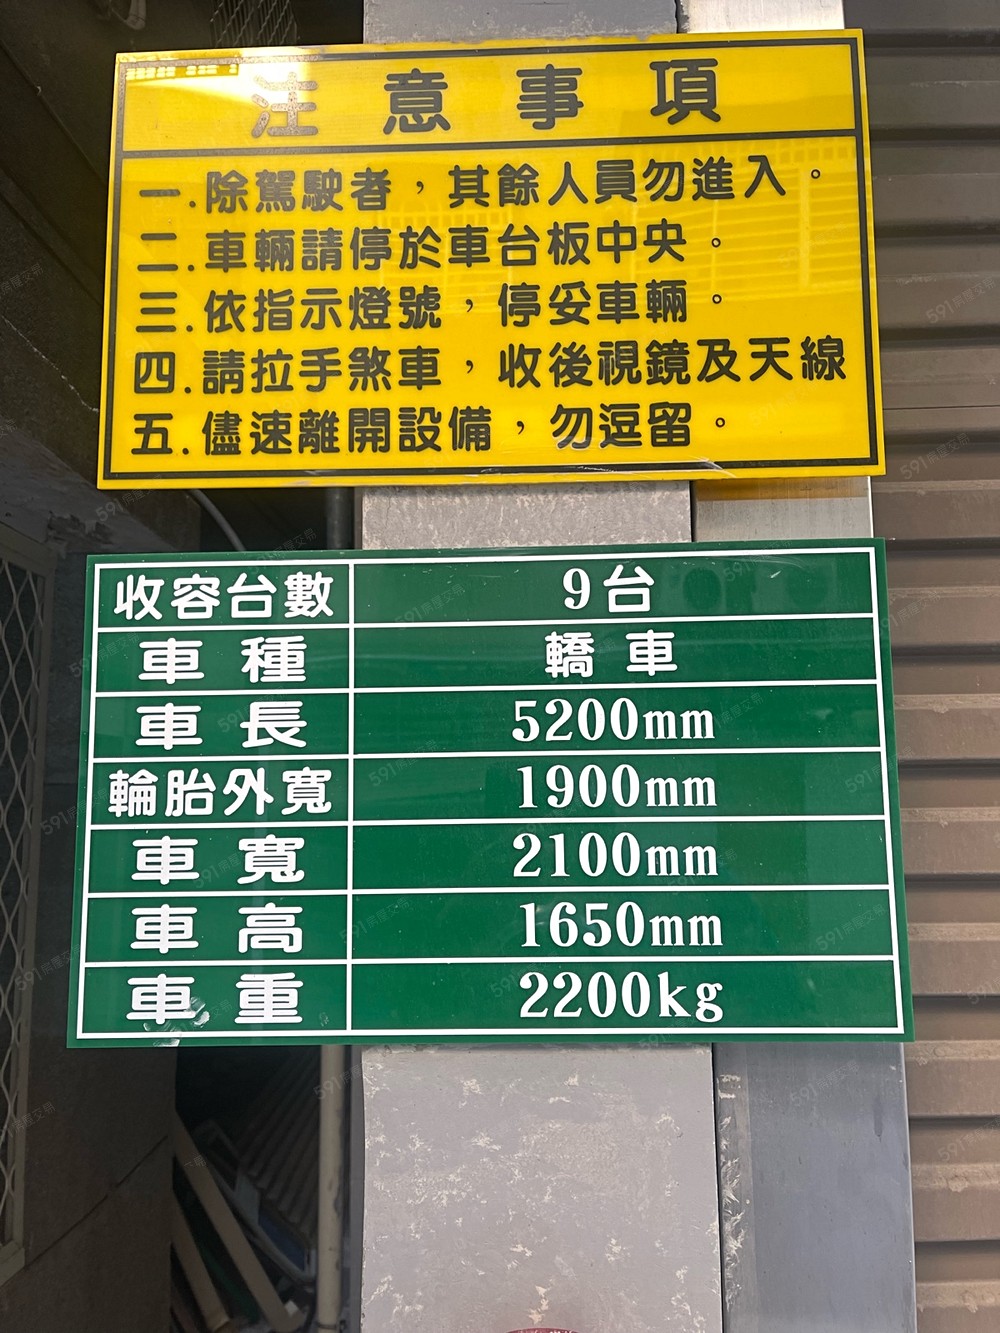 注意事項
一.除駕駛者，其餘人員勿進入。
二.車輛請停於車台板中央。
三.依指示燈號，停妥車輛。
四.請拉手煞車，收後視鏡及天線
五.儘速離開設備，勿逗留。
收容台數 9台
車種 轎車
車長 5200mm
輪胎外寬 1900mm
車寬 2100mm
車高 1650mm
車重 2200kg